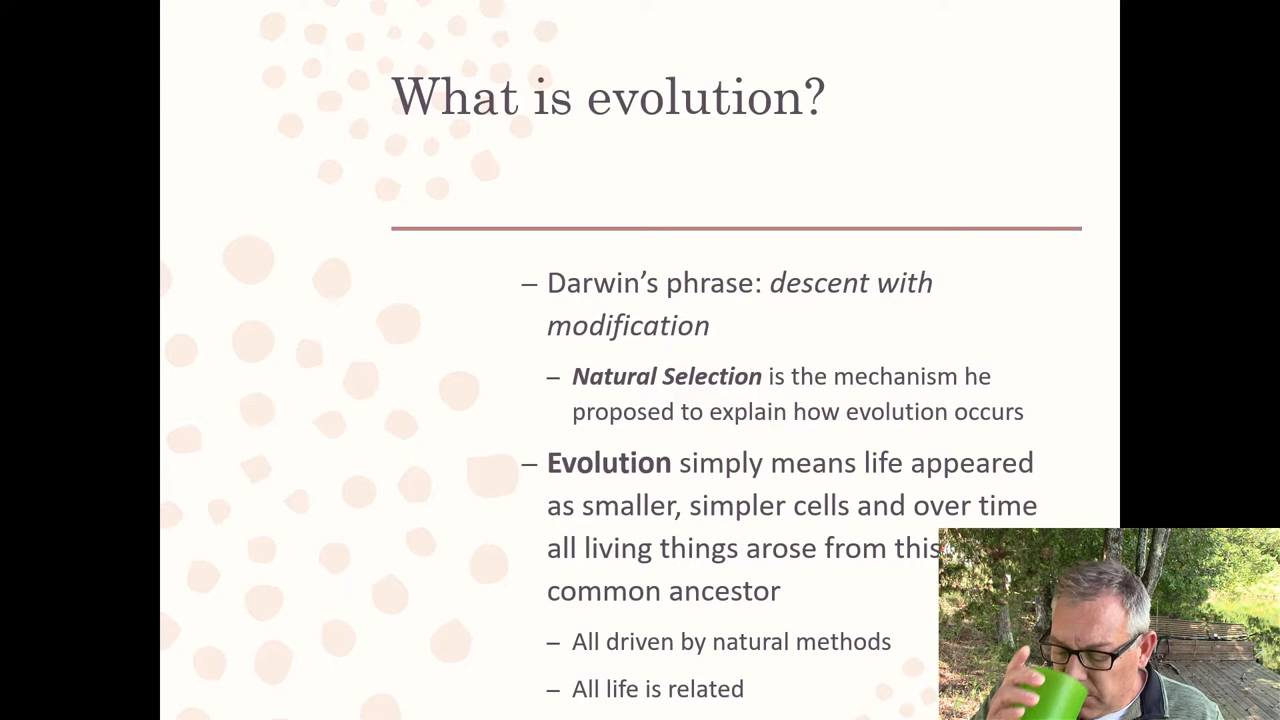 What is evolution?
– Darwin’s phrase: descent with
modification
– Natural Selection is the mechanism he
proposed to explain how evolution occurs
– Evolution simply means life appeared
as smaller, simpler cells and over time
all living things arose from this
common ancestor
– All driven by natural methods
– All life is related